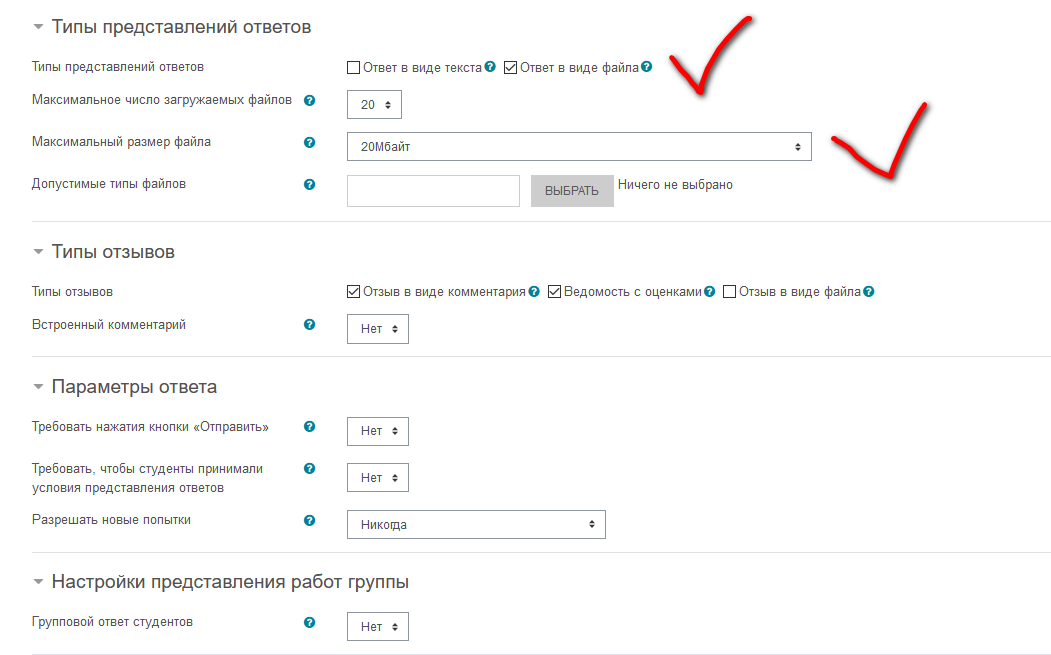 Типы представлений ответов
Типы представлений ответов Ответ в виде текста Ответ в виде файла
Максимальное число загружаемых файлов 20
Максимальный размер файла 20Мбайт
Допустимые типы файлов ВЫБРАТЬ Ничего не выбрано
Типы отзывов
Типы отзывов Отзыв в виде комментария Ведомость с оценками Отзыв в виде файла
Встроенный комментарий Нет
Параметры ответа
Требовать нажатия кнопки «Отправить» Нет
Требовать, чтобы студенты принимали
условия представления ответов Нет
Разрешать новые попытки Никогда
Настройки представления работ группы
Групповой ответ студентов Нет